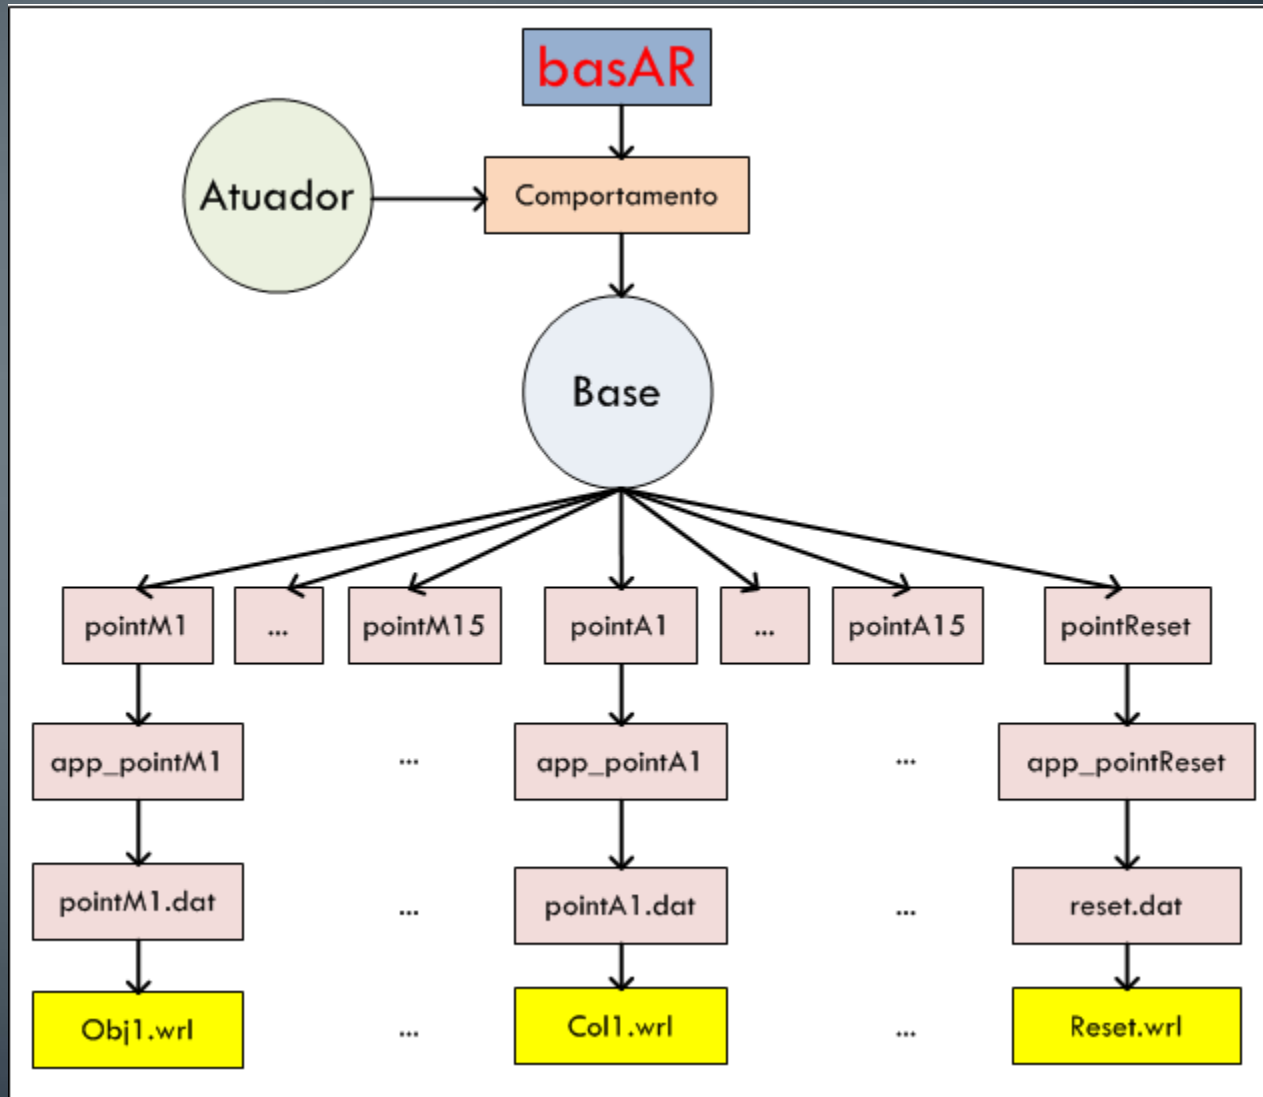 basAR
Atuador
Comportamento
Base
pointM1
...
pointM15
pointA1
...
pointA15
pointReset
app_pointM1
...
app_pointA1
...
app_pointReset
pointM1.dat
...
pointA1.dat
...
reset.dat
Obj1.wrl
...
Col1.wrl
...
Reset.wrl